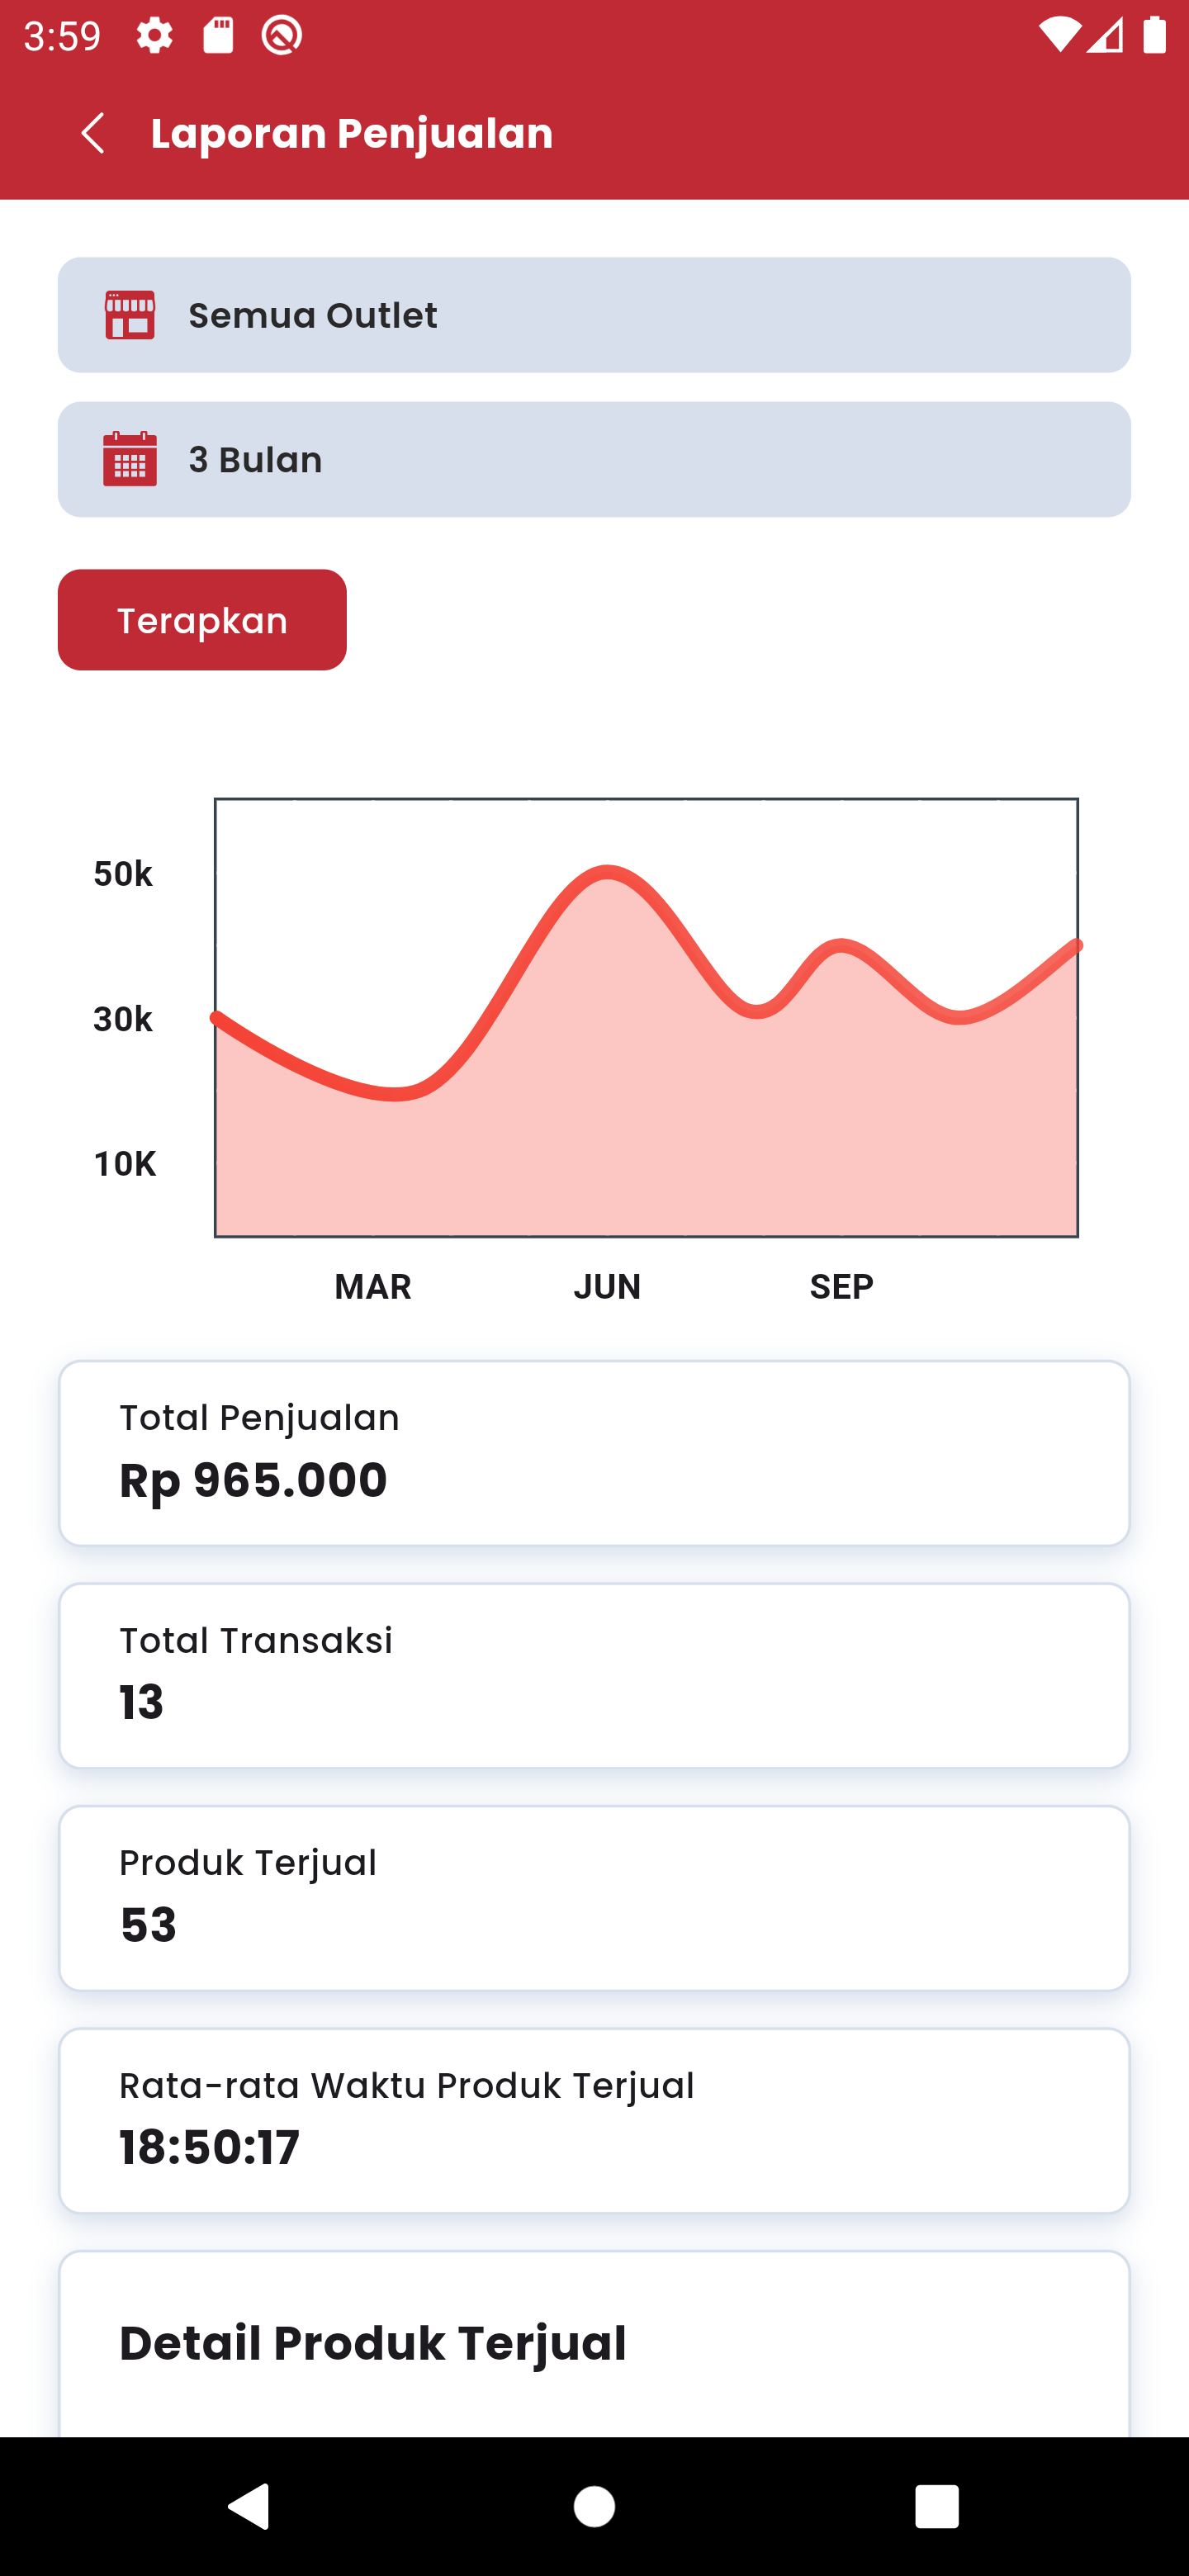 3:59
Laporan Penjualan
Semua Outlet
3 Bulan
Terapkan
50k
30k
10K
MAR JUN SEP
Total Penjualan
Rp 965.000
Total Transaksi
13
Produk Terjual
53
Rata-rata Waktu Produk Terjual
18:50:17
Detail Produk Terjual